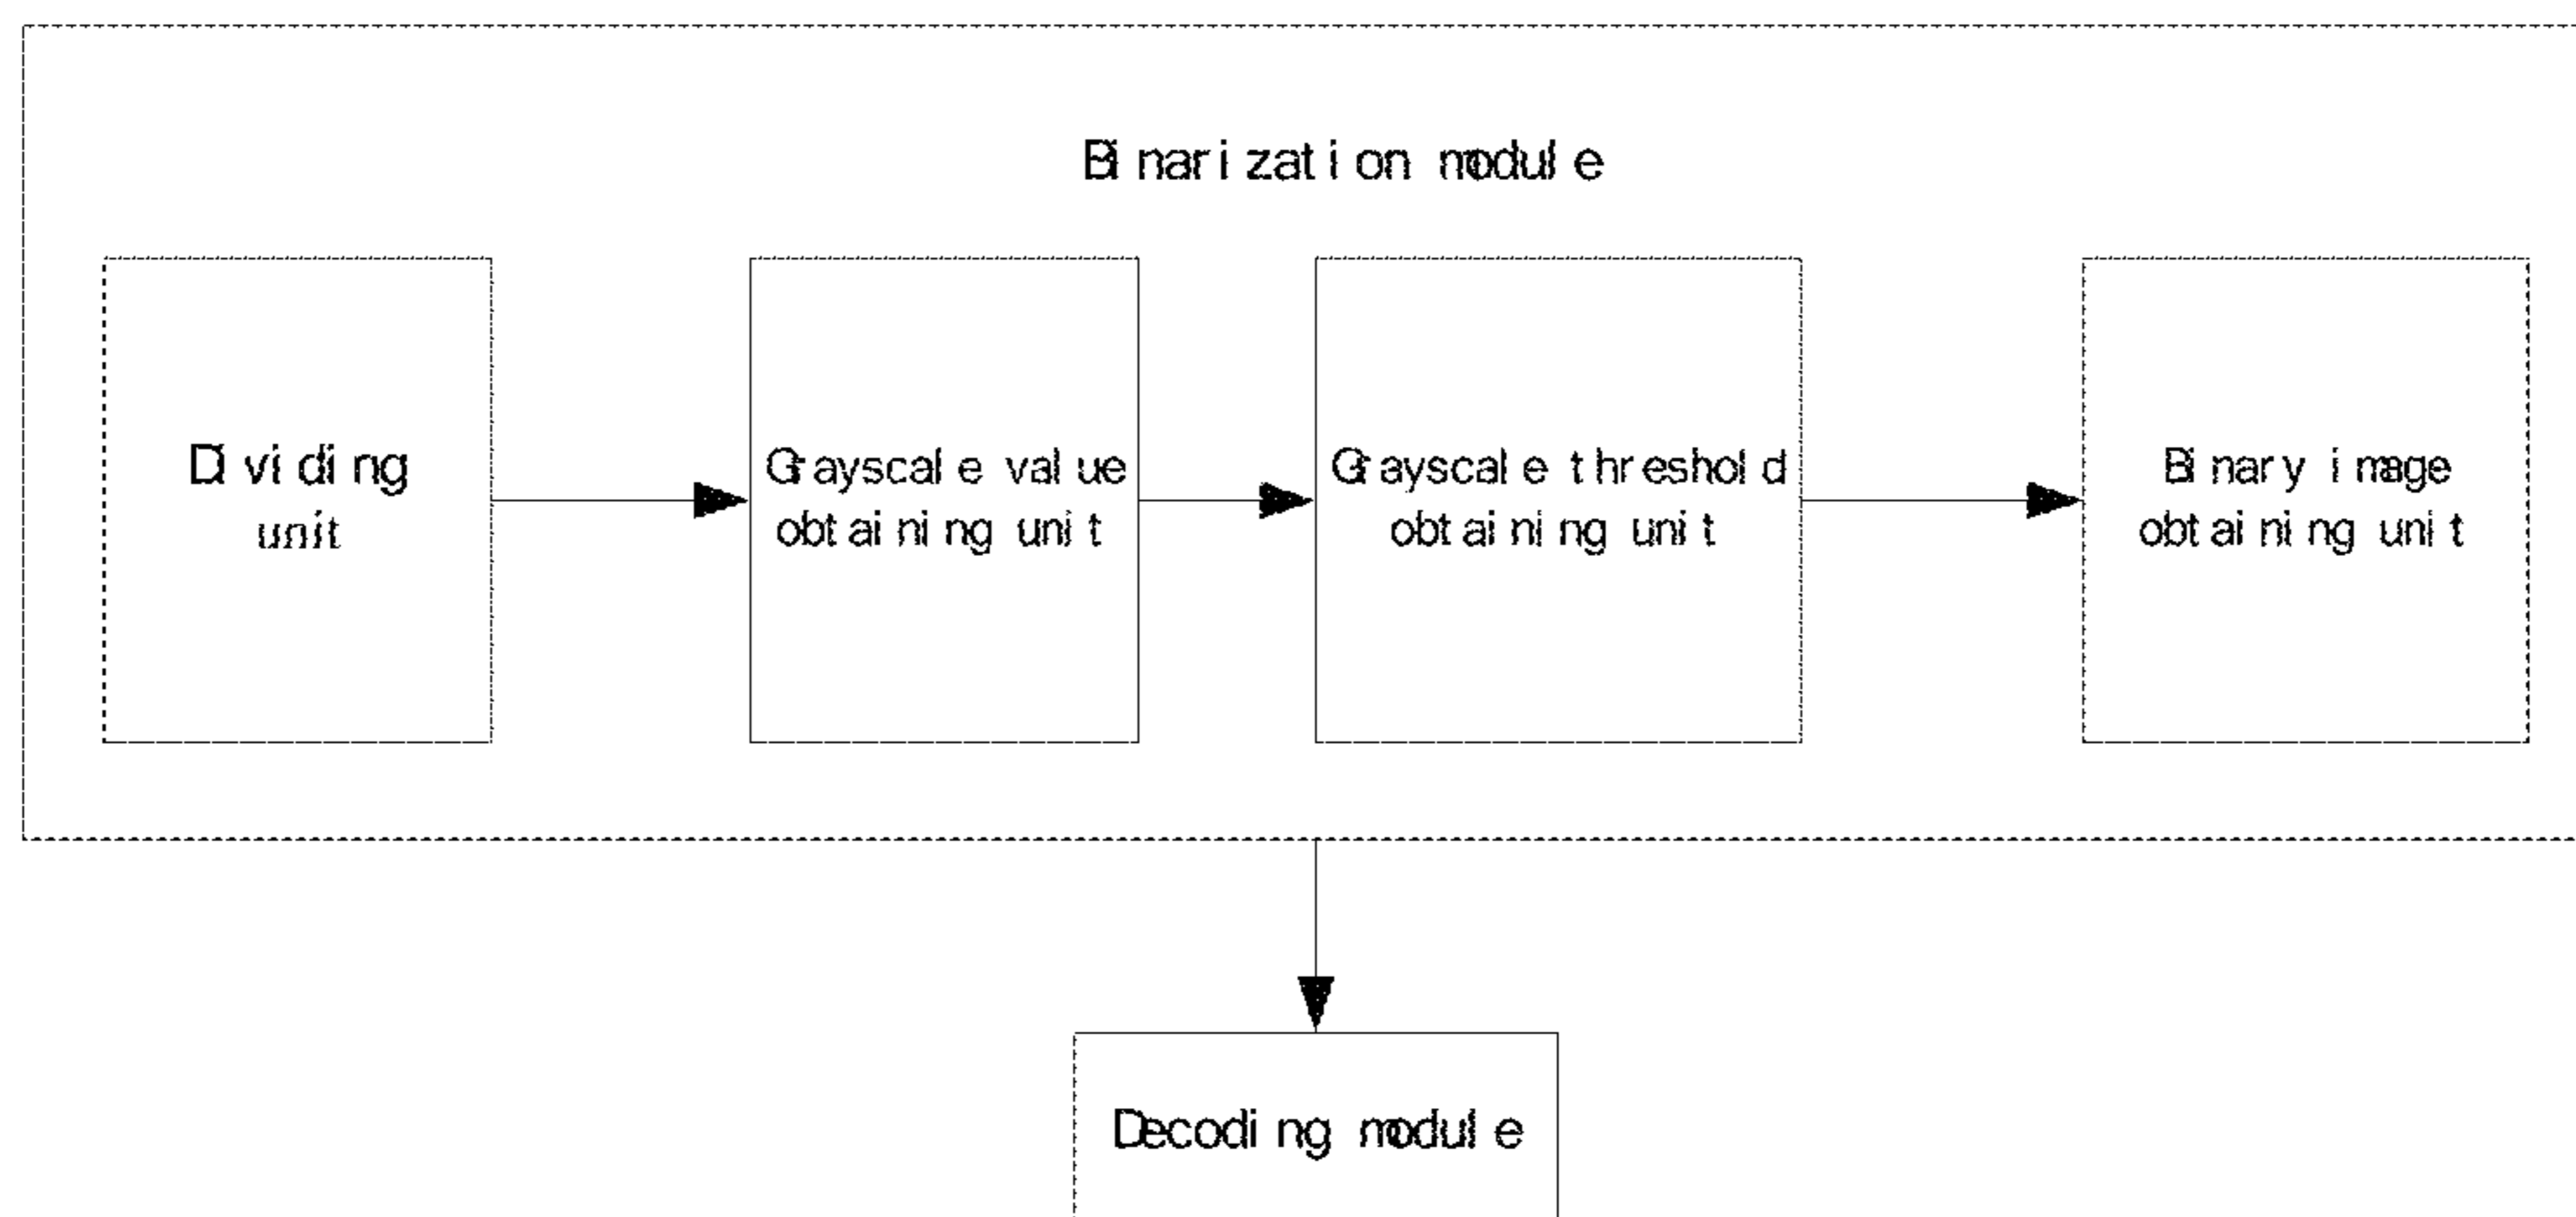 Binarization module
Dividing
unit
Grayscale value
obtaining unit
Grayscale threshold
obtaining unit
Binary image
obtaining unit
Decoding module